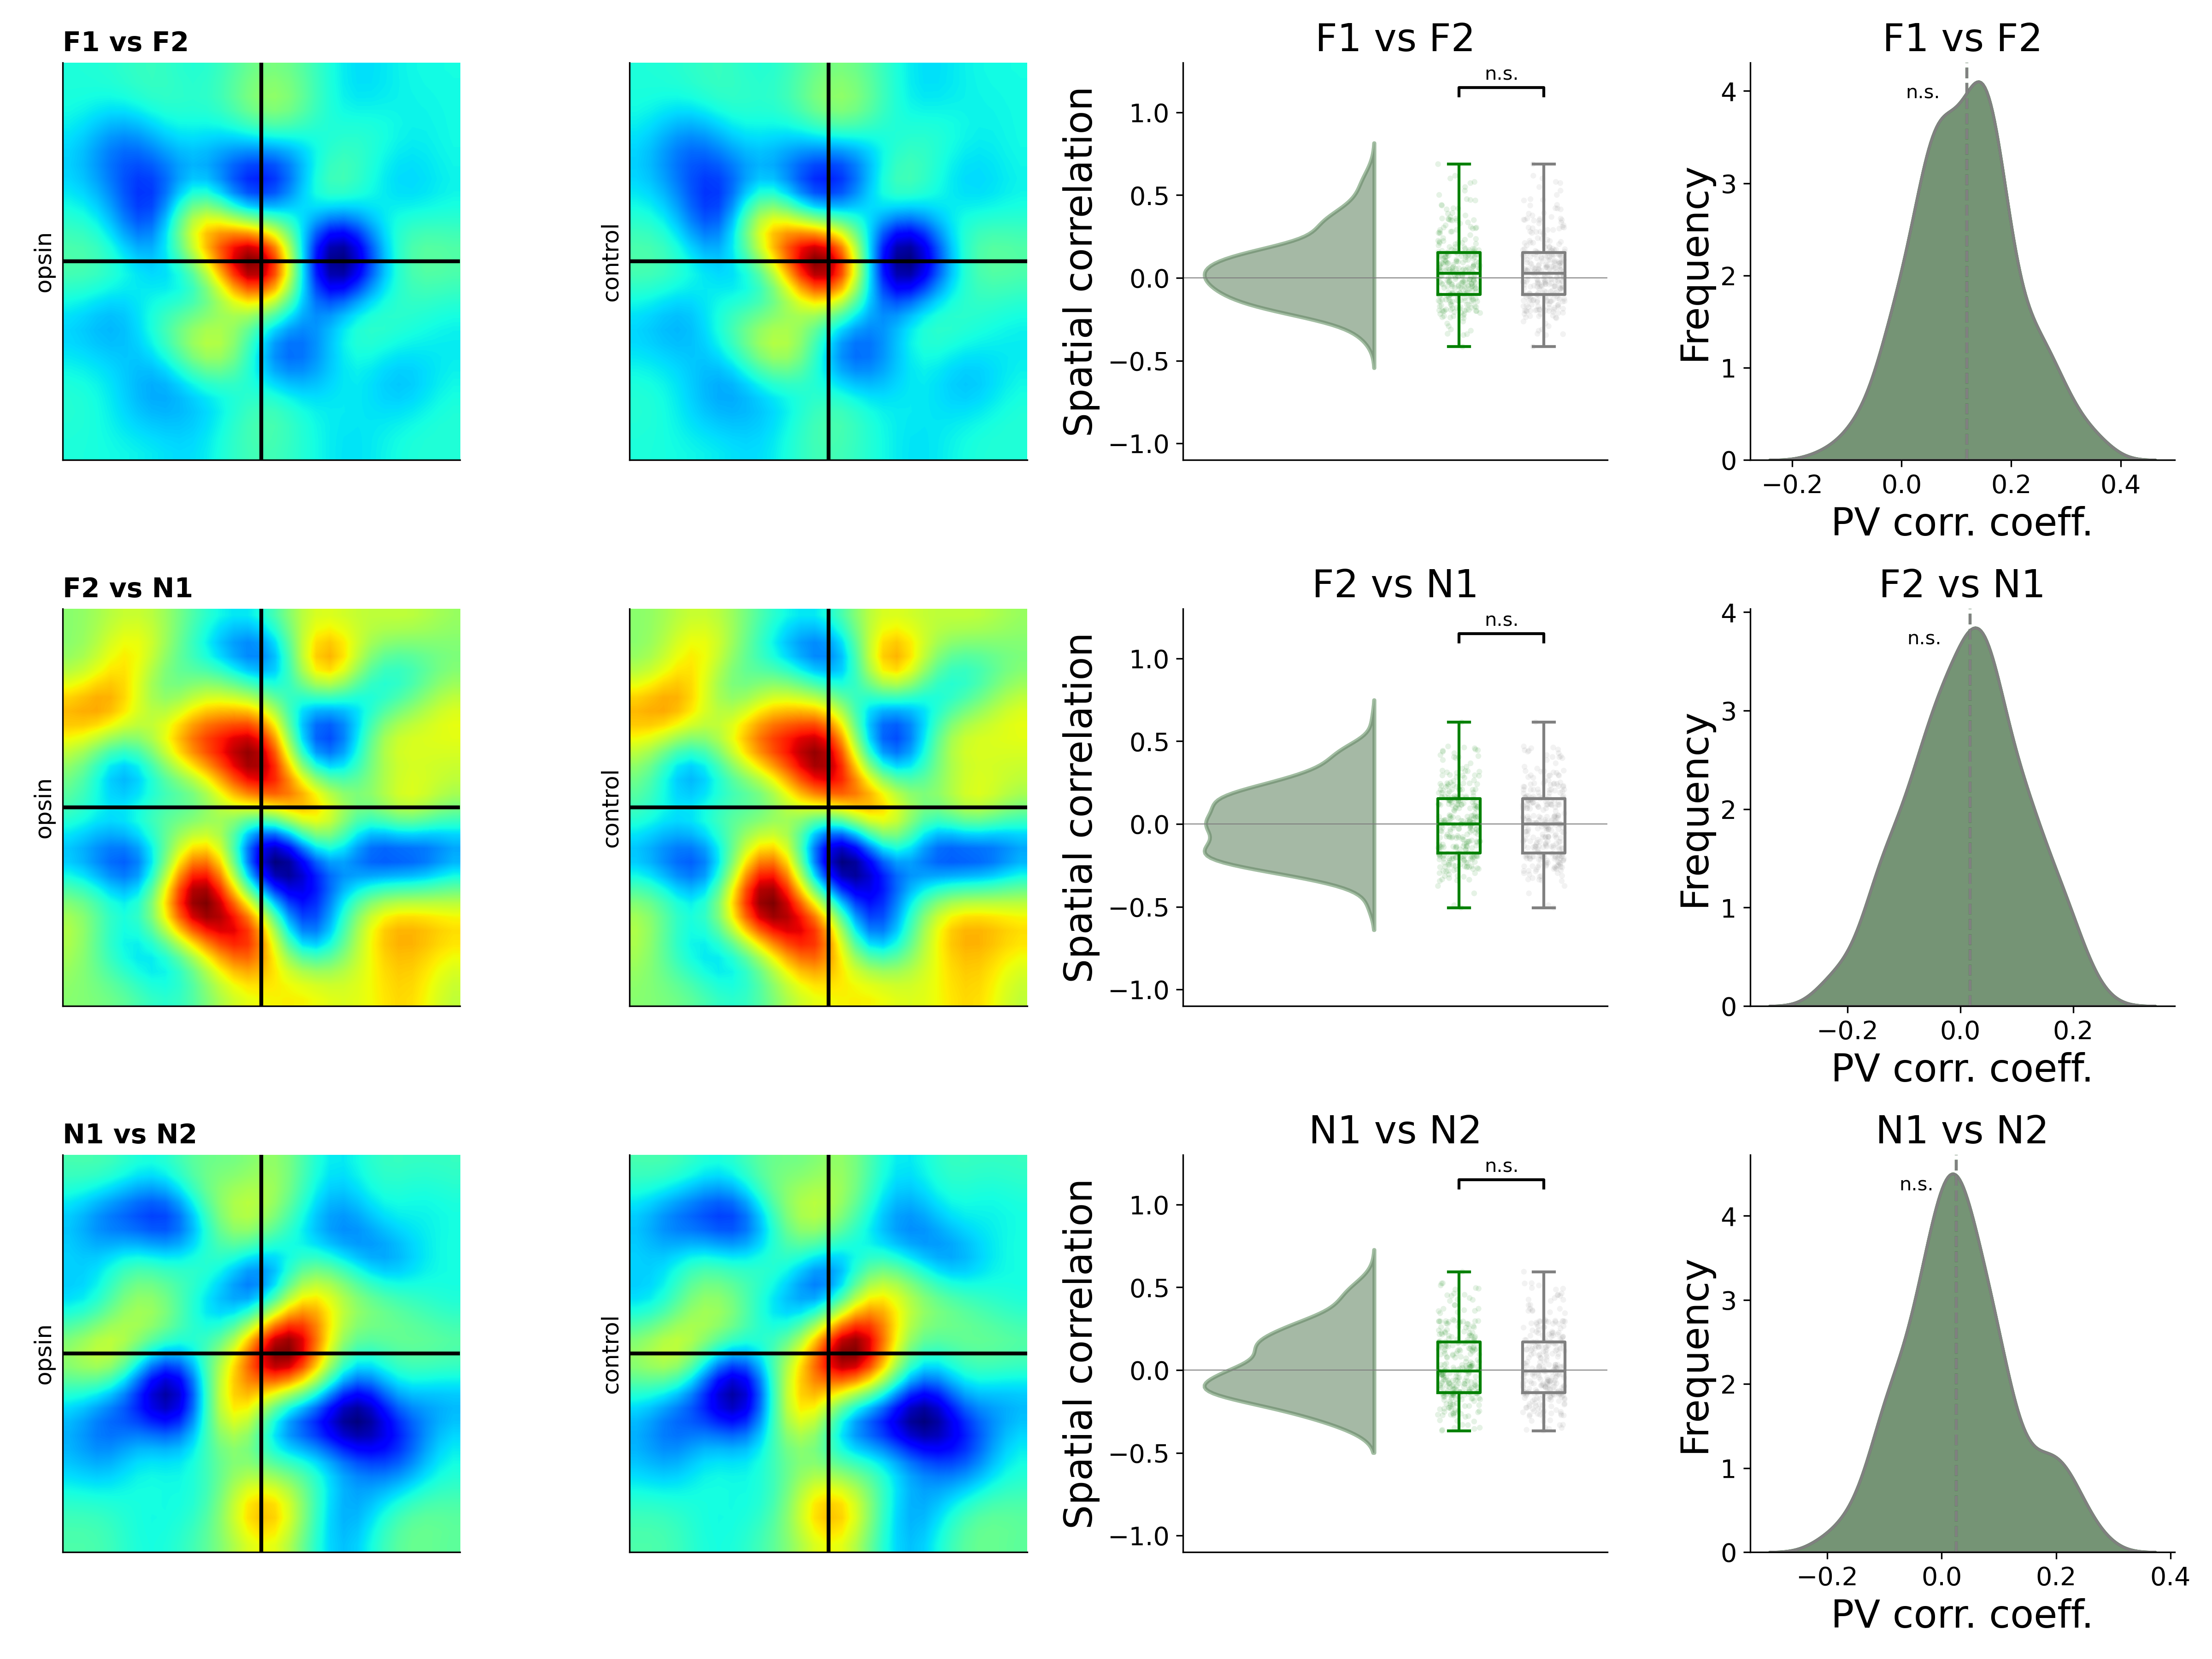 F1 vs F2
opsin
control
F1 vs F2
Spatial correlation
1.0
0.5
0.0
−0.5
−1.0
n.s.
F1 vs F2
Frequency
4
3
2
1
0
n.s.
−0.2 0.0 0.2 0.4
PV corr. coeff.
F2 vs N1
opsin
control
F2 vs N1
Spatial correlation
1.0
0.5
0.0
−0.5
−1.0
n.s.
F2 vs N1
Frequency
4
3
2
1
0
n.s.
−0.2 0.0 0.2
PV corr. coeff.
N1 vs N2
opsin
control
N1 vs N2
Spatial correlation
1.0
0.5
0.0
−0.5
−1.0
n.s.
N1 vs N2
Frequency
4
3
2
1
0
n.s.
−0.2 0.0 0.2 0.4
PV corr. coeff.